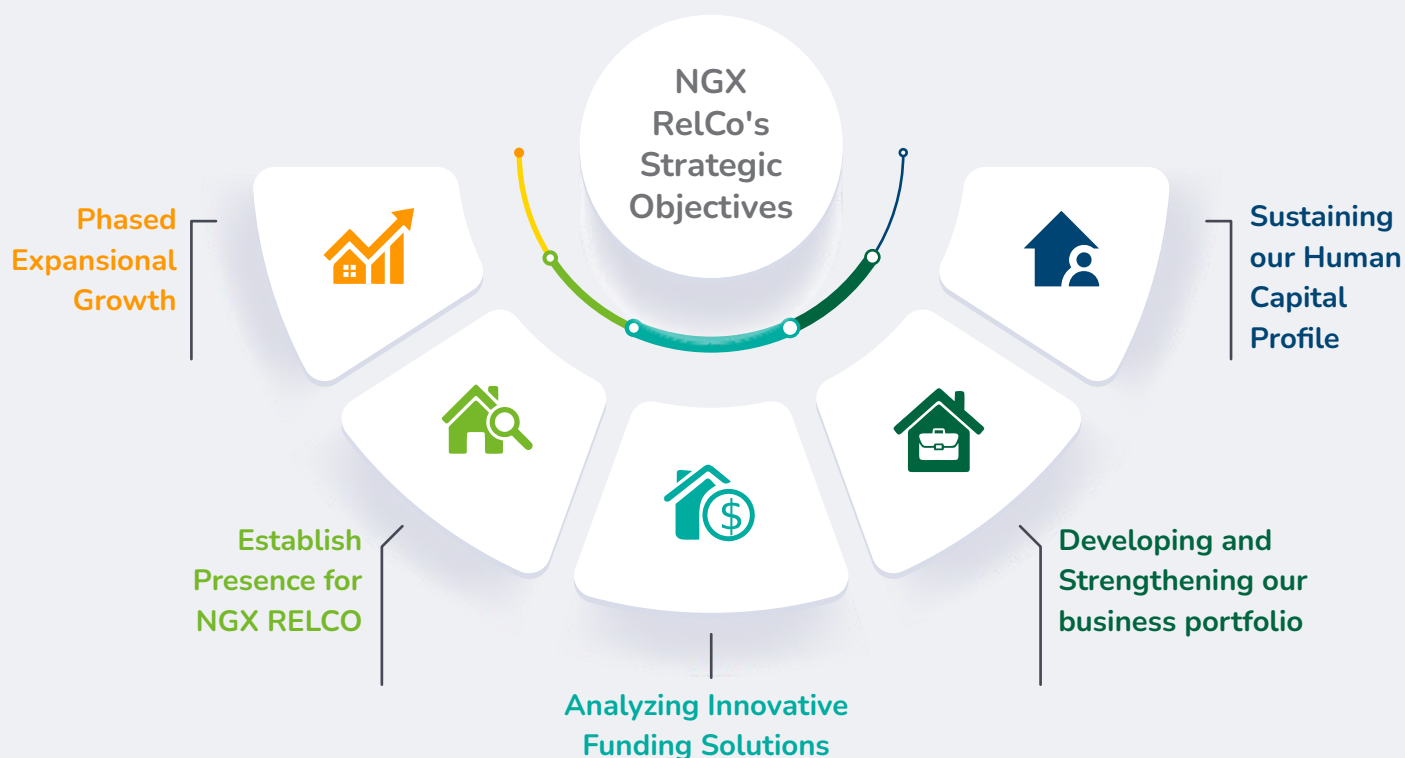 NGX
RelCo's
Strategic
Objectives
Phased
Expansional
Growth
Establish
Presence for
NGX RELCO
Analyzing Innovative
Funding Solutions
Developing and
Strengthening our
business portfolio
Sustaining
our Human
Capital
Profile
$